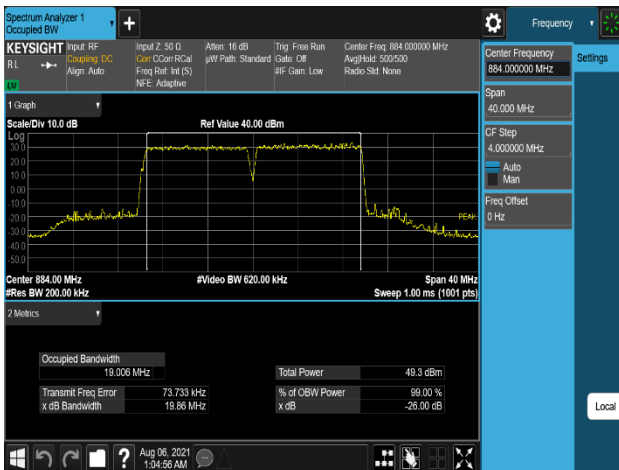 Spectrum Analyzer 1
Occupied BW
Frequency
KEYSIGHT
RL
Input: RF
Coupling: DC
Align: Auto
Input Z: 50 Ω
Corr CCorr RCal
Freq Ref: Int (S)
NFE: Adaptive
Atten: 16 dB
µW Path: Standard
Trig: Free Run
Gate: Off
#IF Gain: Low
Center Freq: 884.000000 MHz
Avg|Hold: 500/500
Radio Std: None
Center Frequency
884.000000 MHz
Settings
Span
40.000 MHz
CF Step
4.000000 MHz
Auto
Man
Freq Offset
0 Hz
1 Graph
Scale/Div 10.0 dB
Ref Value 40.00 dBm
Log
30.0
20.0
10.0
0.00
-10.0
-20.0
-30.0
-40.0
-50.0
PEAK
Center 884.00 MHz
#Video BW 620.00 kHz
Span 40 MHz
#Res BW 200.00 kHz
Sweep 1.00 ms (1001 pts)
2 Metrics
Occupied Bandwidth
19.006 MHz
Total Power 49.3 dBm
Transmit Freq Error 73.733 kHz
% of OBW Power 99.00 %
x dB Bandwidth 19.86 MHz
x dB -26.00 dB
Local
?
Aug 06, 2021
1:04:56 AM